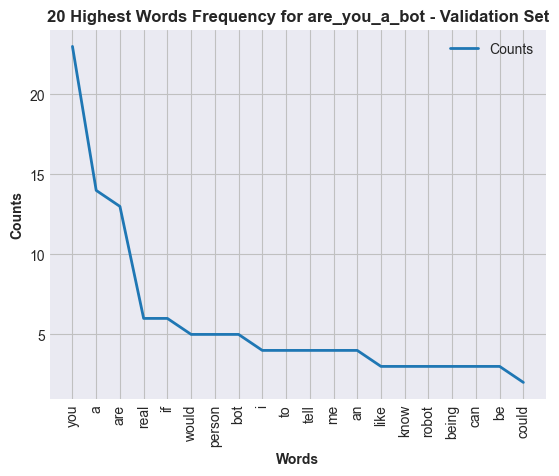 20 Highest Words Frequency for are_you_a_bot - Validation Set
Counts
Counts
20
15
10
5
you
a
are
real
if
would
person
bot
i
to
tell
me
an
like
know
robot
being
can
be
could
Words